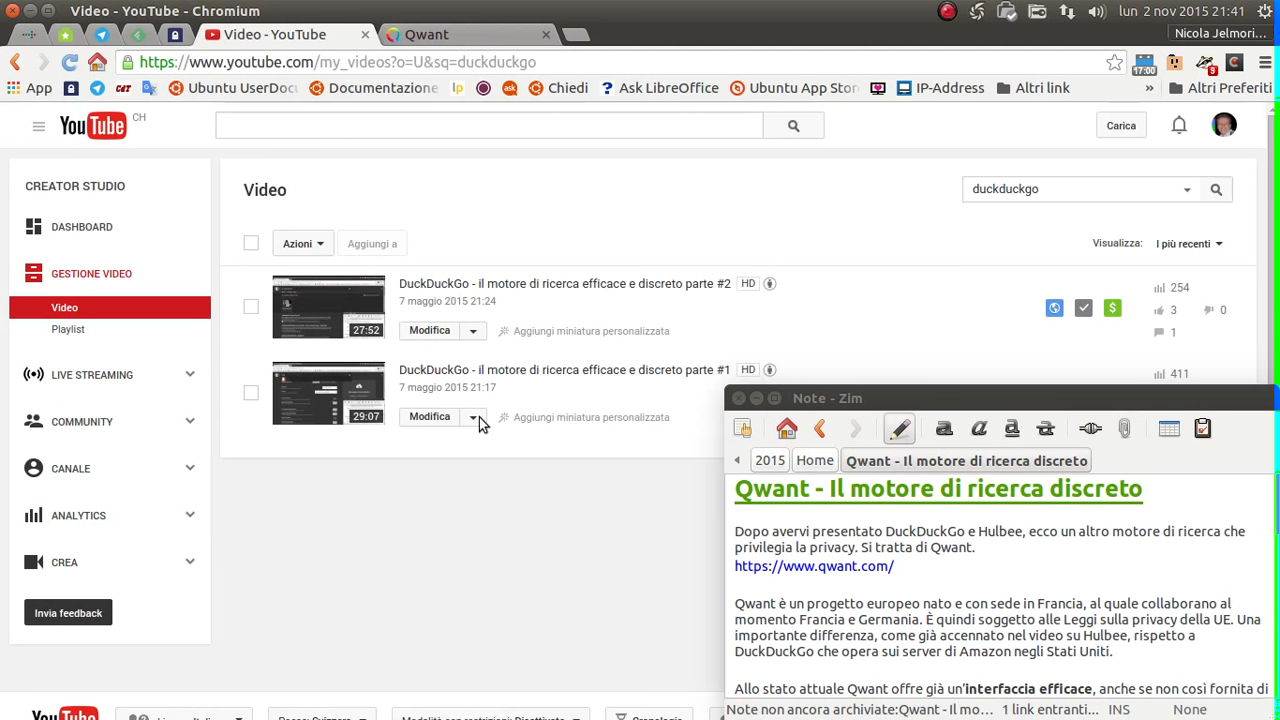 Video - YouTube - Chromium
lun 2 nov 2015 21:41
Video - YouTube
Qwant
Nicola Jelmori...
https://www.youtube.com/my_videos?o=U&sq=duckduckgo
17:00
9
App
Ubuntu UserDocu
CdT
Documentazione
lp
ask
Chiedi
? Ask LibreOffice
Ubuntu App Store
IP-Address
Altri link
»
Altri Preferiti
YouTube CH
Carica
CREATOR STUDIO
DASHBOARD
GESTIONE VIDEO
Video
Playlist
LIVE STREAMING
COMMUNITY
CANALE
ANALYTICS
CREA
Invia feedback
Video
duckduckgo
Azioni
Aggiungi a
Visualizza: I più recenti
DuckDuckGo - il motore di ricerca efficace e discreto parte #2 HD
7 maggio 2015 21:24
27:52
Modifica
Aggiungi miniatura personalizzata
$
254
3 0
1
DuckDuckGo - il motore di ricerca efficace e discreto parte #1 HD
7 maggio 2015 21:17
29:07
Modifica
Aggiungi miniatura personalizzata
411
Note - Zim
2015 Home Qwant - Il motore di ricerca discreto
Qwant - Il motore di ricerca discreto
Dopo avervi presentato DuckDuckGo e Hulbee, ecco un altro motore di ricerca che
privilegia la privacy. Si tratta di Qwant.
https://www.qwant.com/
Qwant è un progetto europeo nato e con sede in Francia, al quale collaborano al
momento Francia e Germania. È quindi soggetto alle Leggi sulla privacy della UE. Una
importante differenza, come già accennato nel video su Hulbee, rispetto a
DuckDuckGo che opera sui server di Amazon negli Stati Uniti.
Allo stato attuale Qwant offre già un'interfaccia efficace, anche se non così fornita di
Note non ancora archiviate:Qwant - Il mo... 1 link entranti... INS None